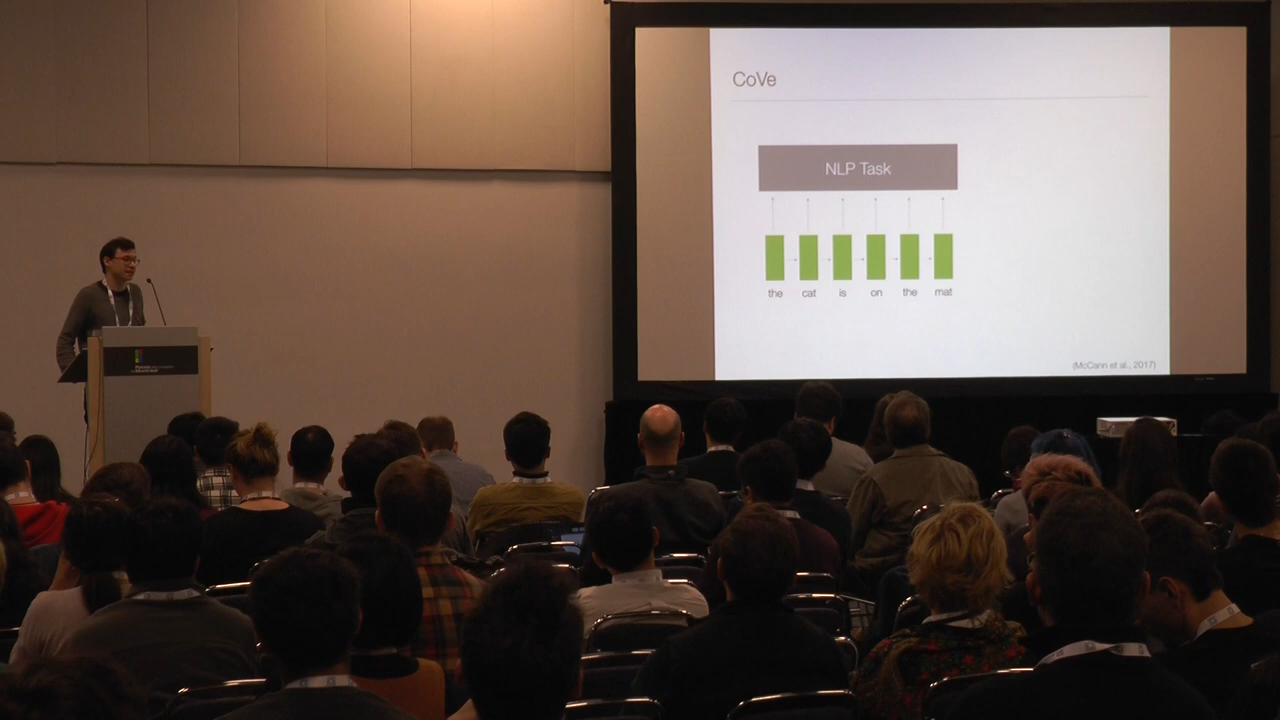 CoVe
NLP Task
the cat is on the mat
(McCann et al., 2017)